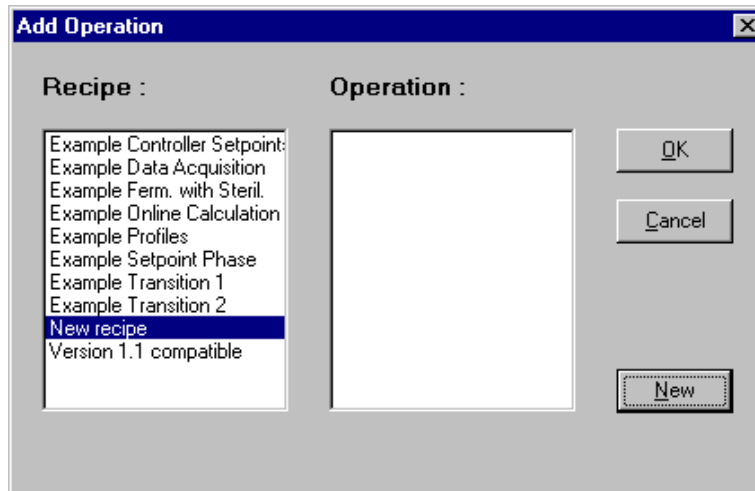 Add Operation
Recipe :
Operation :
Example Controller Setpoint
Example Data Acquisition
Example Ferm. with Steril.
Example Online Calculation
Example Profiles
Example Setpoint Phase
Example Transition 1
Example Transition 2
New recipe
Version 1.1 compatible
OK
Cancel
New